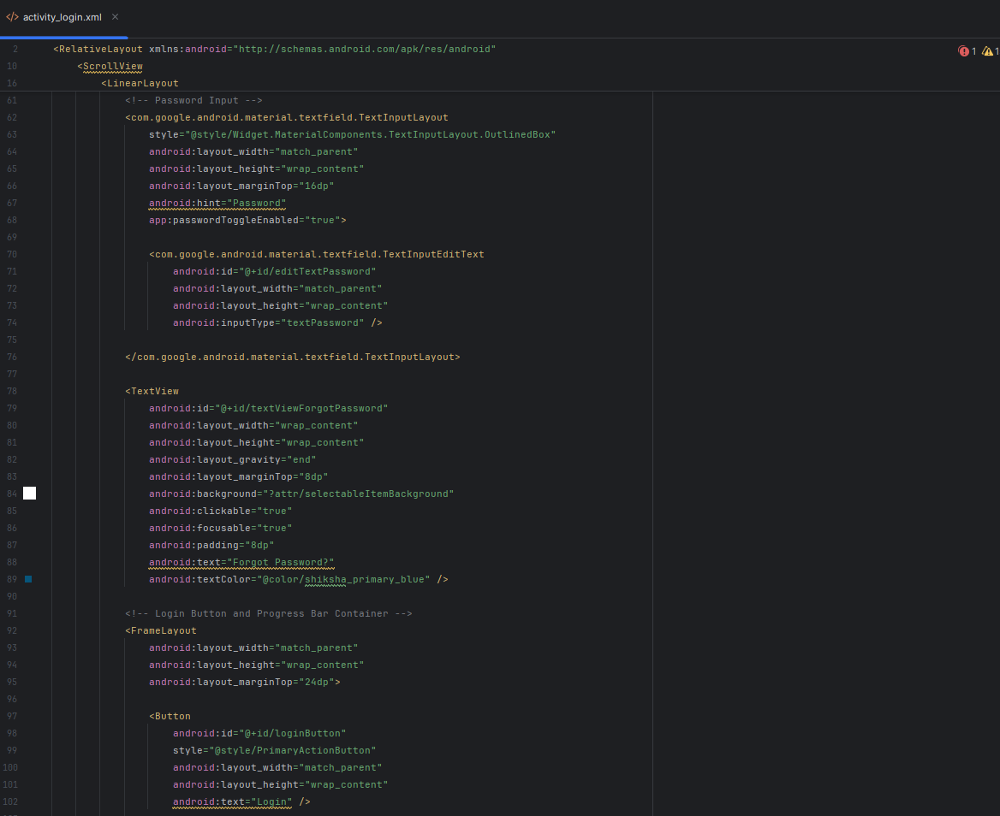 activity_login.xml
1 1
2 <RelativeLayout xmlns:android="http://schemas.android.com/apk/res/android"
10 <ScrollView
16 <LinearLayout
61 <!-- Password Input -->
62 <com.google.android.material.textfield.TextInputLayout
63 style="@style/Widget.MaterialComponents.TextInputLayout.OutlinedBox"
64 android:layout_width="match_parent"
65 android:layout_height="wrap_content"
66 android:layout_marginTop="16dp"
67 android:hint="Password"
68 app:passwordToggleEnabled="true">
69
70 <com.google.android.material.textfield.TextInputEditText
71 android:id="@+id/editTextPassword"
72 android:layout_width="match_parent"
73 android:layout_height="wrap_content"
74 android:inputType="textPassword" />
75
76 </com.google.android.material.textfield.TextInputLayout>
77
78 <TextView
79 android:id="@+id/textViewForgotPassword"
80 android:layout_width="wrap_content"
81 android:layout_height="wrap_content"
82 android:layout_gravity="end"
83 android:layout_marginTop="8dp"
84 android:background="?attr/selectableItemBackground"
85 android:clickable="true"
86 android:focusable="true"
87 android:padding="8dp"
88 android:text="Forgot Password?"
89 android:textColor="@color/shiksha_primary_blue" />
90
91 <!-- Login Button and Progress Bar Container -->
92 <FrameLayout
93 android:layout_width="match_parent"
94 android:layout_height="wrap_content"
95 android:layout_marginTop="24dp">
96
97 <Button
98 android:id="@+id/loginButton"
99 style="@style/PrimaryActionButton"
100 android:layout_width="match_parent"
101 android:layout_height="wrap_content"
102 android:text="Login" />